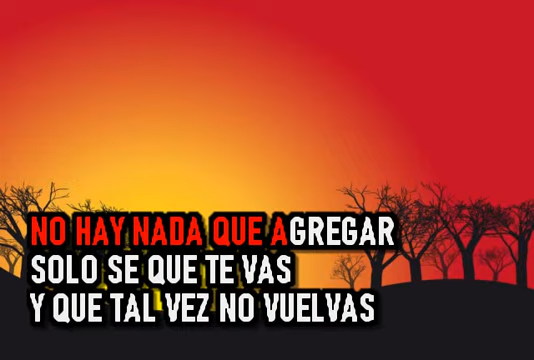 NO HAY NADA QUE AGREGAR
SOLO SE QUE TE VAS
Y QUE TAL VEZ NO VUELVAS